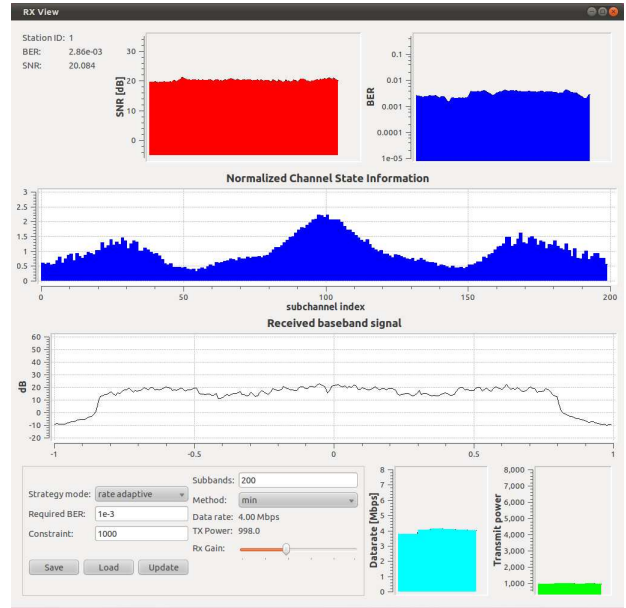 RX View
Station ID: 1
BER: 2.86e-03
SNR: 20.084
SNR [dB]
30
20
10
0
BER
0.1
0.01
0.001
0.0001
1e-05
Normalized Channel State Information
3
2.5
2
1.5
1
0.5
0
0 50 100 150 200
subchannel index
Received baseband signal
dB
60
50
40
30
20
10
0
-10
-20
-1 -0.5 0 0.5 1
Strategy mode: rate adaptive
Required BER: 1e-3
Constraint: 1000
Save Load Update
Subbands: 200
Method: min
Data rate: 4.00 Mbps
TX Power: 998.0
Rx Gain:
Datarate [Mbps]
8
7
6
5
4
3
2
1
0
Transmit power
8,000
7,000
6,000
5,000
4,000
3,000
2,000
1,000